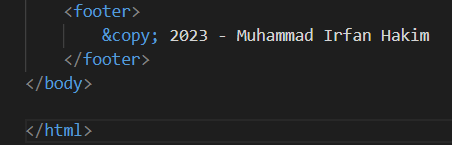 <footer>
&copy; 2023 - Muhammad Irfan Hakim
</footer>
</body>
</html>